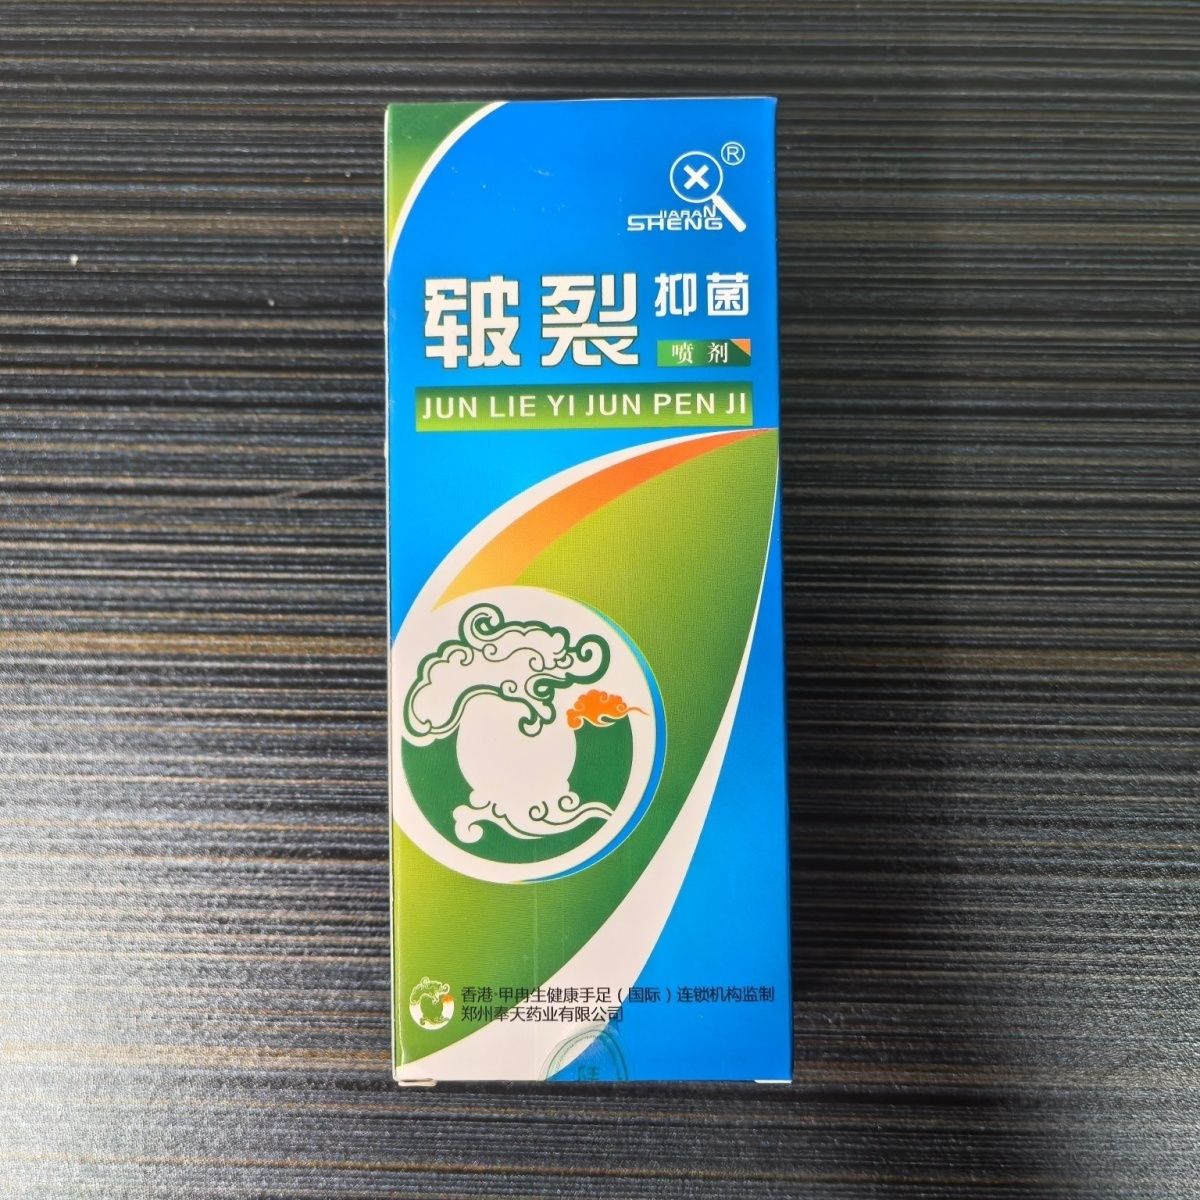 ®
JIARAN
SHENG
皲裂 抑菌
喷剂
JUN LIE YI JUN PEN JI
香港·甲冉生健康手足（国际）连锁机构监制
郑州奉天药业有限公司